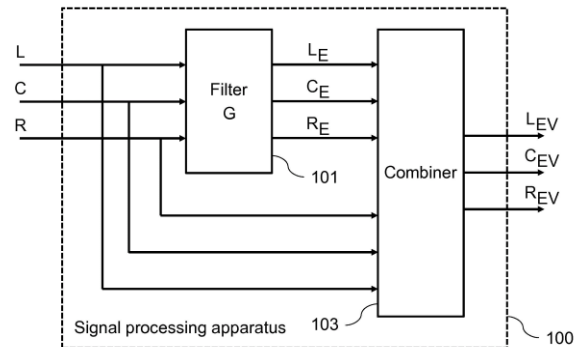 L
C
R
Filter
G
LE
CE
RE
101
Combiner
LEV
CEV
REV
103
Signal processing apparatus
100